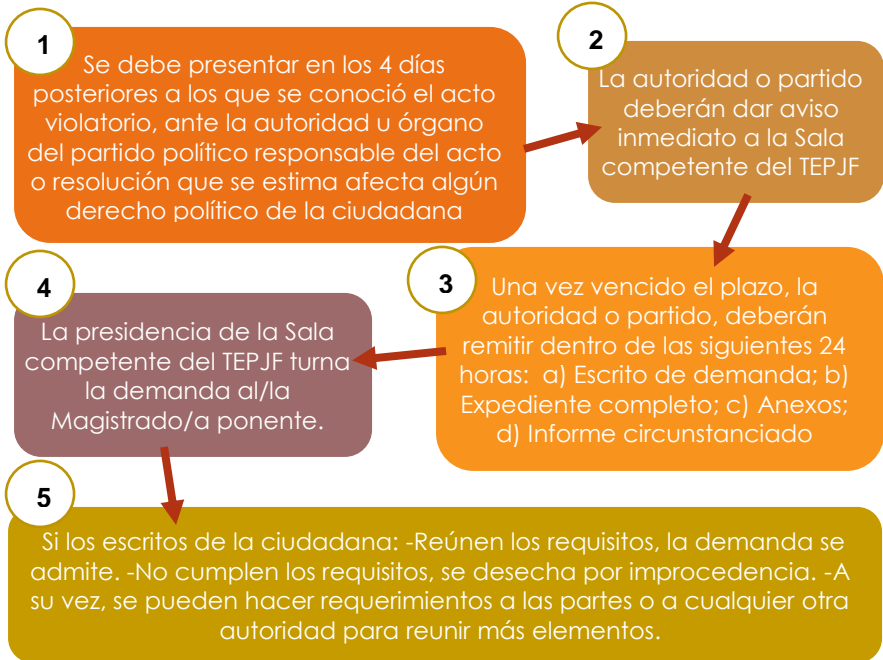 1
Se debe presentar en los 4 días
posteriores a los que se conoció el acto
violatorio, ante la autoridad u órgano
del partido político responsable del acto
o resolución que se estima afecta algún
derecho político de la ciudadana
2
La autoridad o partido
deberán dar aviso
inmediato a la Sala
competente del TEPJF
3
Una vez vencido el plazo, la
autoridad o partido, deberán
remitir dentro de las siguientes 24
horas: a) Escrito de demanda; b)
Expediente completo; c) Anexos;
d) Informe circunstanciado
4
La presidencia de la Sala
competente del TEPJF turna
la demanda al/la
Magistrado/a ponente.
5
Si los escritos de la ciudadana: -Reúnen los requisitos, la demanda se
admite. -No cumplen los requisitos, se desecha por improcedencia. -A
su vez, se pueden hacer requerimientos a las partes o a cualquier otra
autoridad para reunir más elementos.